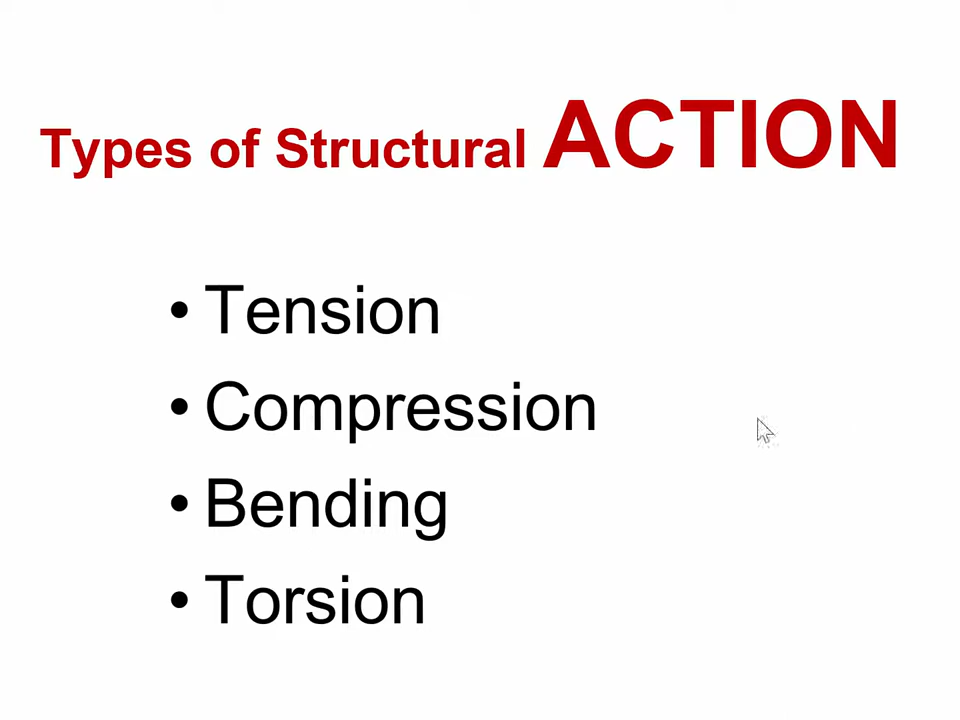 Types of Structural ACTION
• Tension
• Compression
• Bending
• Torsion